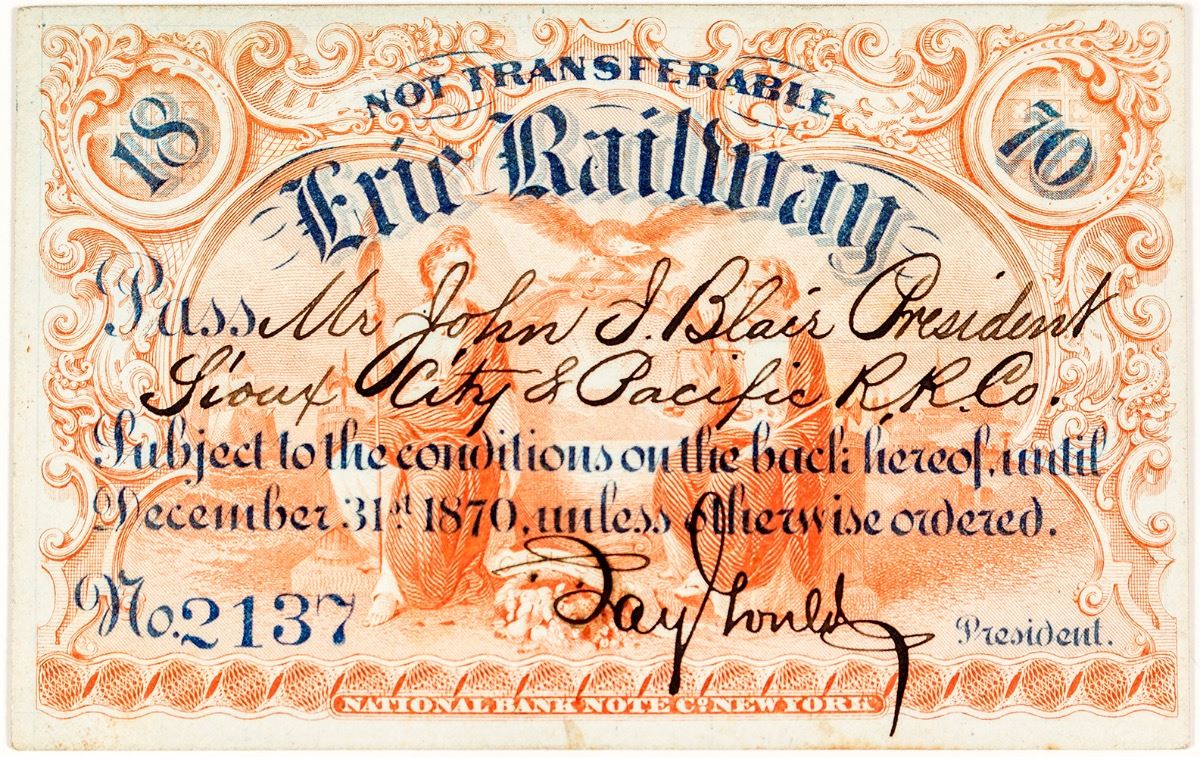 NOT TRANSFERABLE
18 70
Erie Railway
Pass Mr John I. Blair President
Sioux City & Pacific R.R.Co.
Subject to the conditions on the back hereof, until
December 31st 1870, unless otherwise ordered.
No. 2137
Jay Gould President.
NATIONAL BANK NOTE Co. NEW YORK